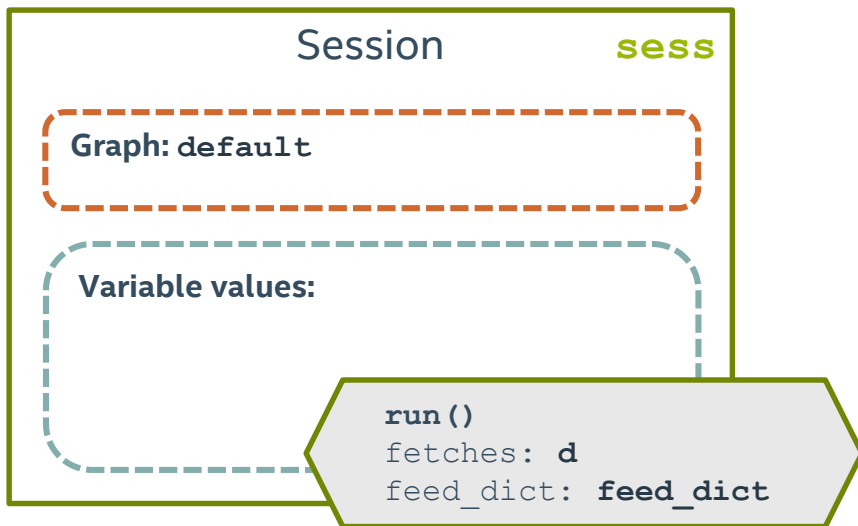 Session sess
Graph: default
Variable values:
run()
fetches: d
feed_dict: feed_dict